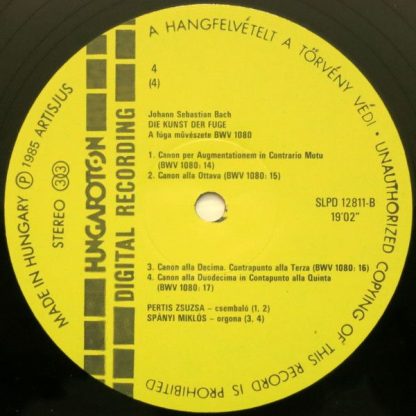 A HANGFELVÉTELT A TÖRVÉNY VÉDI · UNAUTHORIZED COPYING OF THIS RECORD IS PROHIBITED
MADE IN HUNGARY Ⓟ 1985 ARTISJUS
STEREO 33
HUNGAROTON
DIGITAL RECORDING
4
(4)
Johann Sebastian Bach
DIE KUNST DER FUGE
A fúga művészete BWV 1080
1. Canon per Augmentationem in Contrario Motu
(BWV 1080: 14)
2. Canon alla Ottava (BWV 1080: 15)
SLPD 12811-B
19'02"
3. Canon alla Decima. Contrapunto alla Terza (BWV 1080: 16)
4. Canon alla Duodecima in Contapunto alla Quinta
(BWV 1080: 17)
PERTIS ZSUZSA — csembaló (1, 2)
SPÁNYI MIKLÓS — orgona (3, 4)